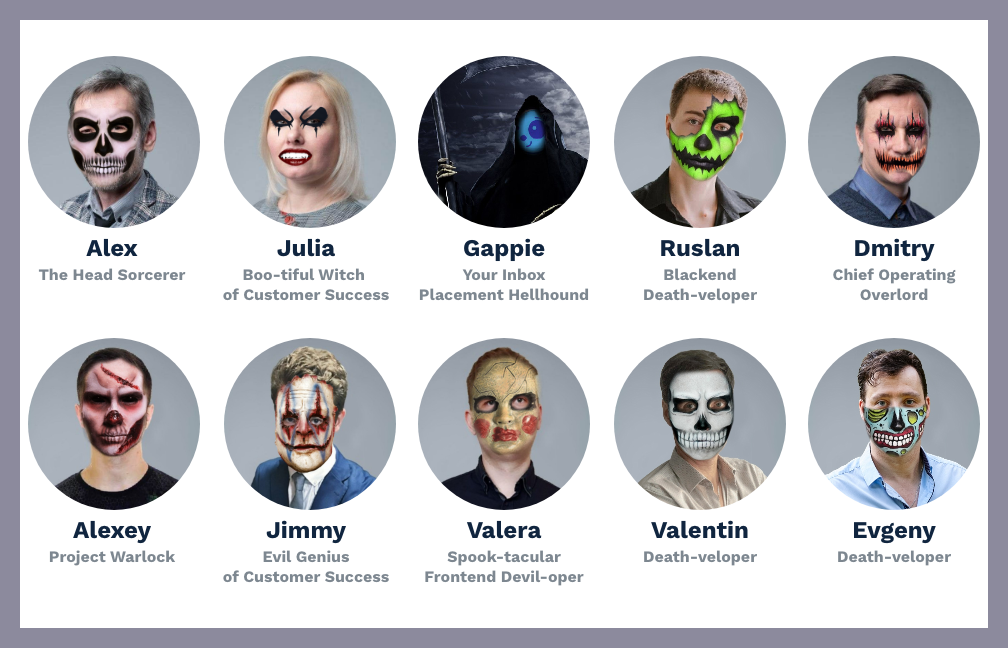 Alex
The Head Sorcerer
Julia
Boo-tiful Witch
of Customer Success
Gappie
Your Inbox
Placement Hellhound
Ruslan
Blackend
Death-veloper
Dmitry
Chief Operating
Overlord
Alexey
Project Warlock
Jimmy
Evil Genius
of Customer Success
Valera
Spook-tacular
Frontend Devil-oper
Valentin
Death-veloper
Evgeny
Death-veloper